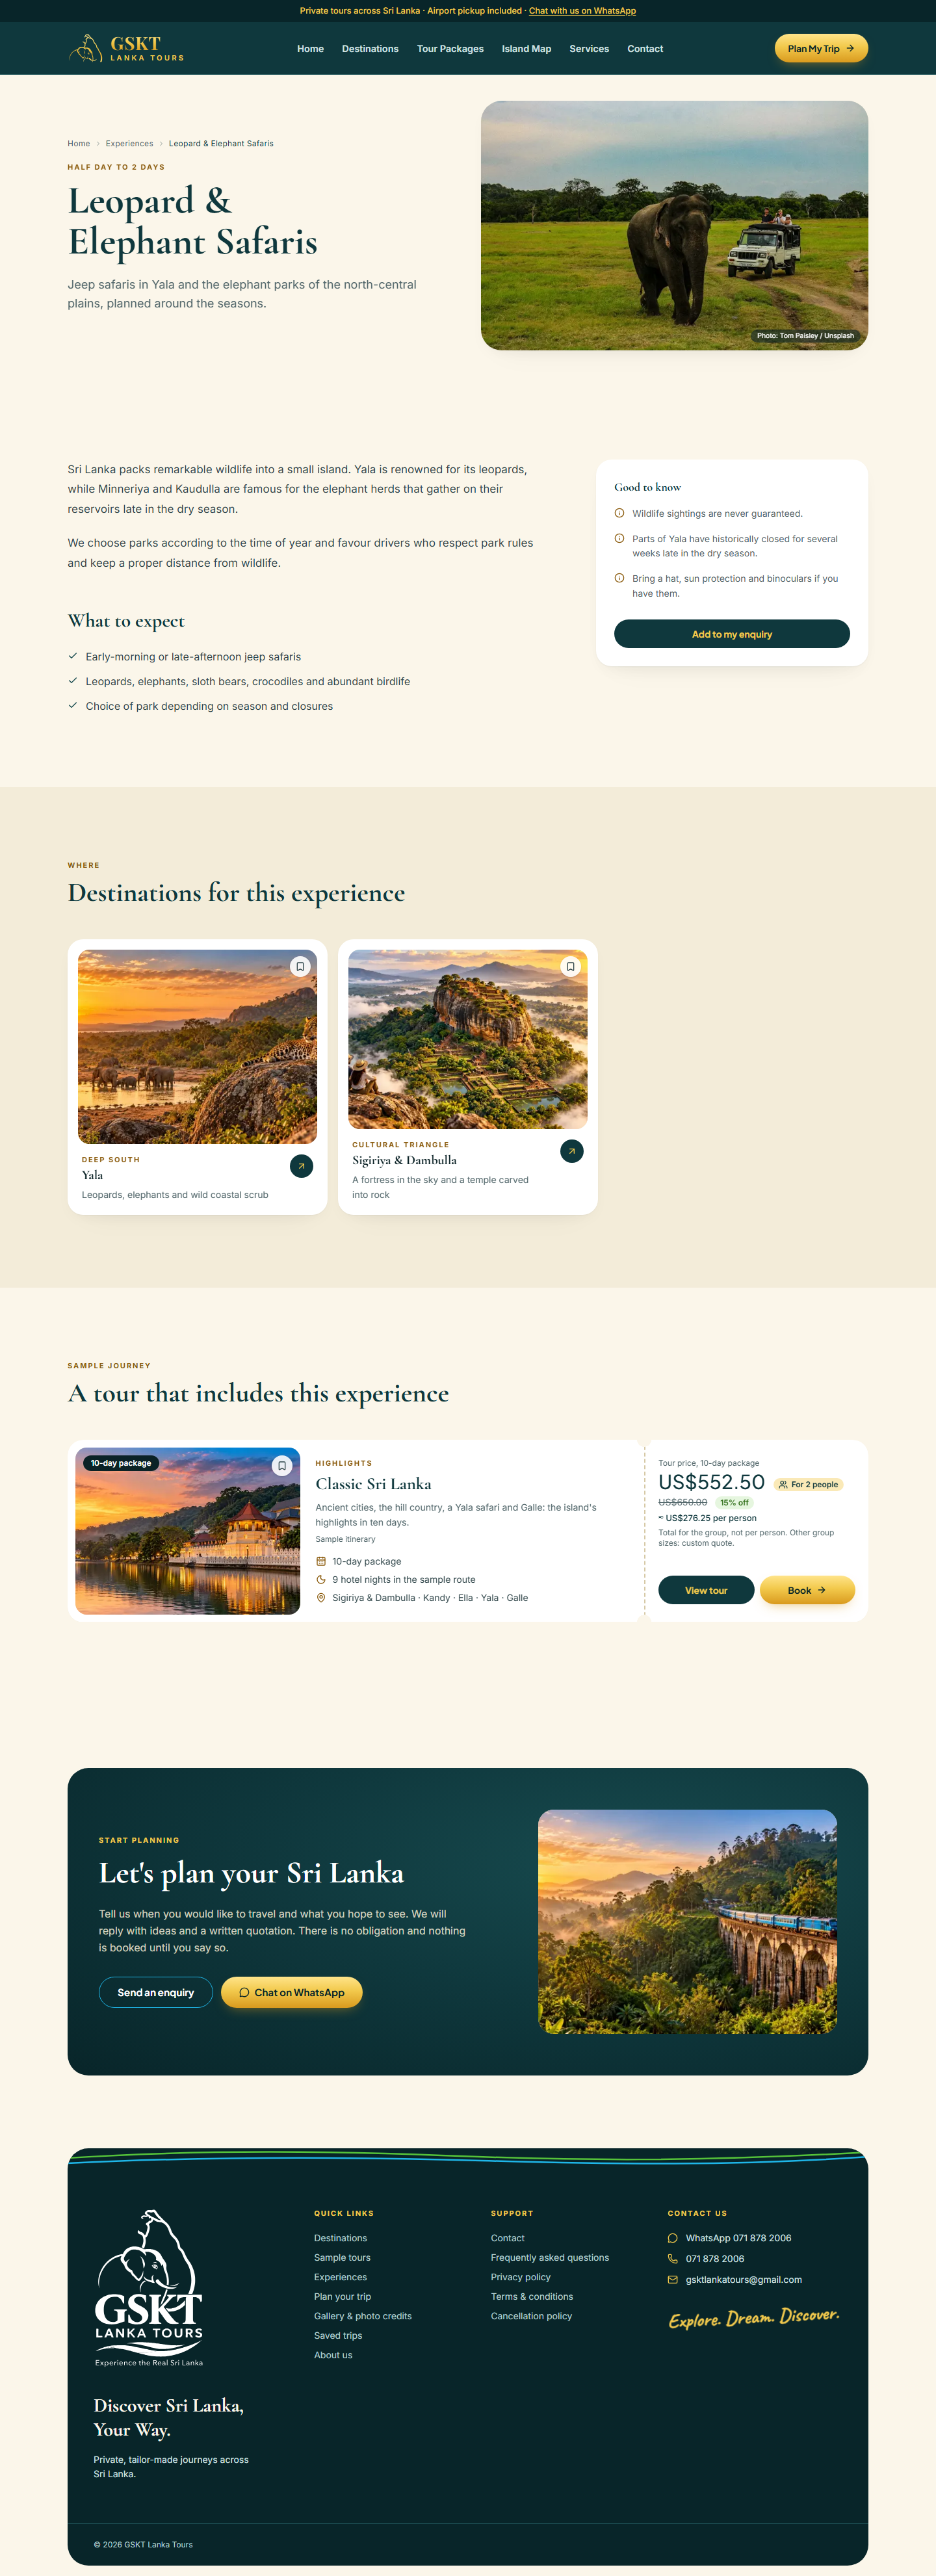 Private tours across Sri Lanka · Airport pickup included · Chat with us on WhatsApp
GSKT
LANKA TOURS
Home
Destinations
Tour Packages
Island Map
Services
Contact
Plan My Trip
Home > Experiences > Leopard & Elephant Safaris
HALF DAY TO 2 DAYS
Leopard &
Elephant Safaris
Jeep safaris in Yala and the elephant parks of the north-central
plains, planned around the seasons.
Photo: Tom Paisley / Unsplash
Sri Lanka packs remarkable wildlife into a small island. Yala is renowned for its leopards,
while Minneriya and Kaudulla are famous for the elephant herds that gather on their
reservoirs late in the dry season.
We choose parks according to the time of year and favour drivers who respect park rules
and keep a proper distance from wildlife.
What to expect
Early-morning or late-afternoon jeep safaris
Leopards, elephants, sloth bears, crocodiles and abundant birdlife
Choice of park depending on season and closures
Good to know
Wildlife sightings are never guaranteed.
Parts of Yala have historically closed for several
weeks late in the dry season.
Bring a hat, sun protection and binoculars if you
have them.
Add to my enquiry
WHERE
Destinations for this experience
DEEP SOUTH
Yala
Leopards, elephants and wild coastal scrub
CULTURAL TRIANGLE
Sigiriya & Dambulla
A fortress in the sky and a temple carved
into rock
SAMPLE JOURNEY
A tour that includes this experience
10-day package
HIGHLIGHTS
Classic Sri Lanka
Ancient cities, the hill country, a Yala safari and Galle: the island's
highlights in ten days.
Sample itinerary
10-day package
9 hotel nights in the sample route
Sigiriya & Dambulla · Kandy · Ella · Yala · Galle
Tour price, 10-day package
US$552.50
For 2 people
US$650.00
15% off
≈ US$276.25 per person
Total for the group, not per person. Other group
sizes: custom quote.
View tour
Book
START PLANNING
Let's plan your Sri Lanka
Tell us when you would like to travel and what you hope to see. We will
reply with ideas and a written quotation. There is no obligation and nothing
is booked until you say so.
Send an enquiry
Chat on WhatsApp
GSKT
LANKA TOURS
Experience the Real Sri Lanka
Discover Sri Lanka,
Your Way.
Private, tailor-made journeys across
Sri Lanka.
QUICK LINKS
Destinations
Sample tours
Experiences
Plan your trip
Gallery & photo credits
Saved trips
About us
SUPPORT
Contact
Frequently asked questions
Privacy policy
Terms & conditions
Cancellation policy
CONTACT US
WhatsApp 071 878 2006
071 878 2006
gsktlankatours@gmail.com
Explore. Dream. Discover.
© 2026 GSKT Lanka Tours